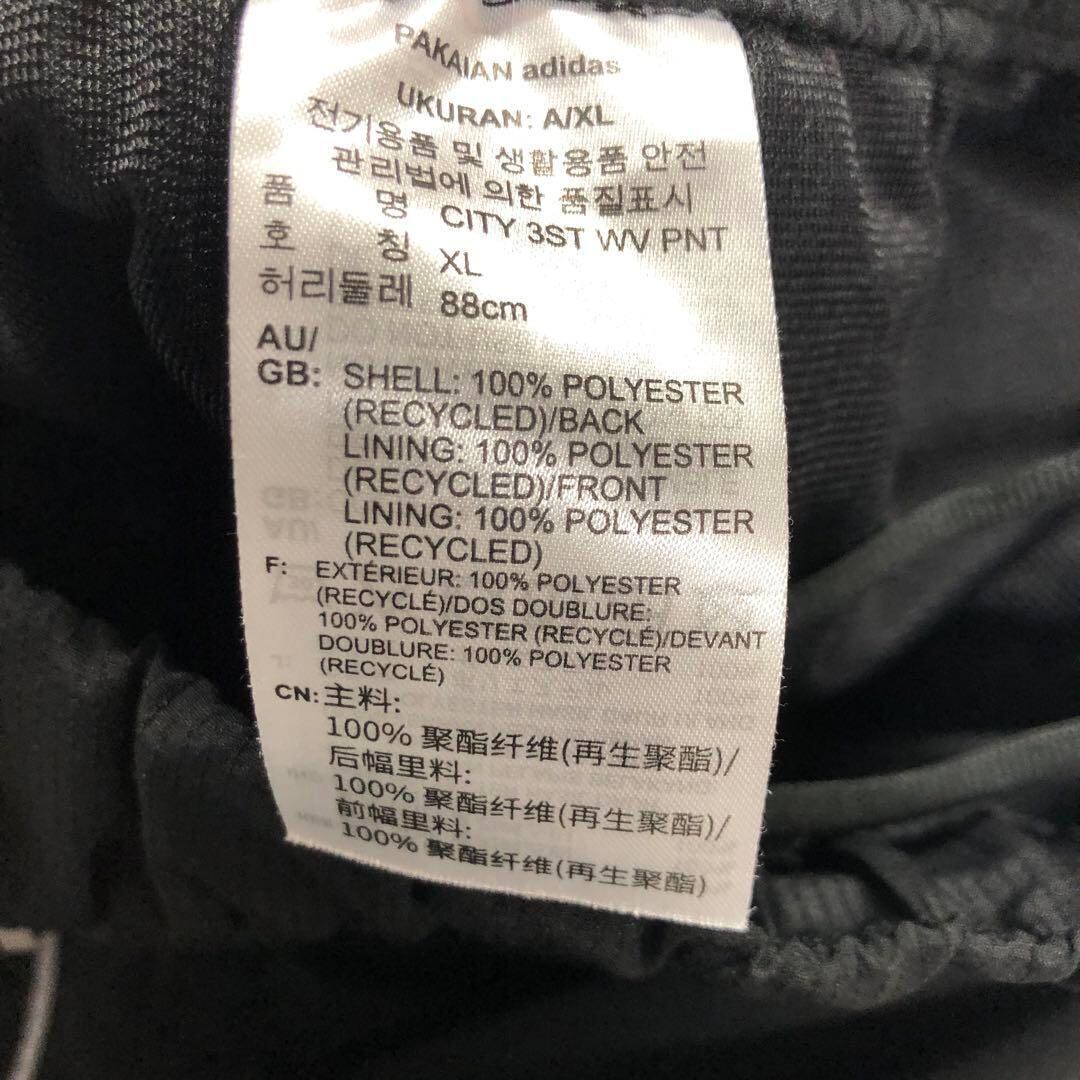 PAKAIAN adidas
UKURAN: A/XL
전기용품 및 생활용품 안전
관리법에 의한 품질표시
품 명 CITY 3ST WV PNT
호 칭 XL
허리둘레 88cm
AU/
GB: SHELL: 100% POLYESTER
(RECYCLED)/BACK
LINING: 100% POLYESTER
(RECYCLED)/FRONT
LINING: 100% POLYESTER
(RECYCLED)
F: EXTÉRIEUR: 100% POLYESTER
(RECYCLÉ)/DOS DOUBLURE:
100% POLYESTER (RECYCLÉ)/DEVANT
DOUBLURE: 100% POLYESTER
(RECYCLÉ)
CN: 主料:
100% 聚酯纤维(再生聚酯)/
后幅里料:
100% 聚酯纤维(再生聚酯)/
前幅里料:
100% 聚酯纤维(再生聚酯)